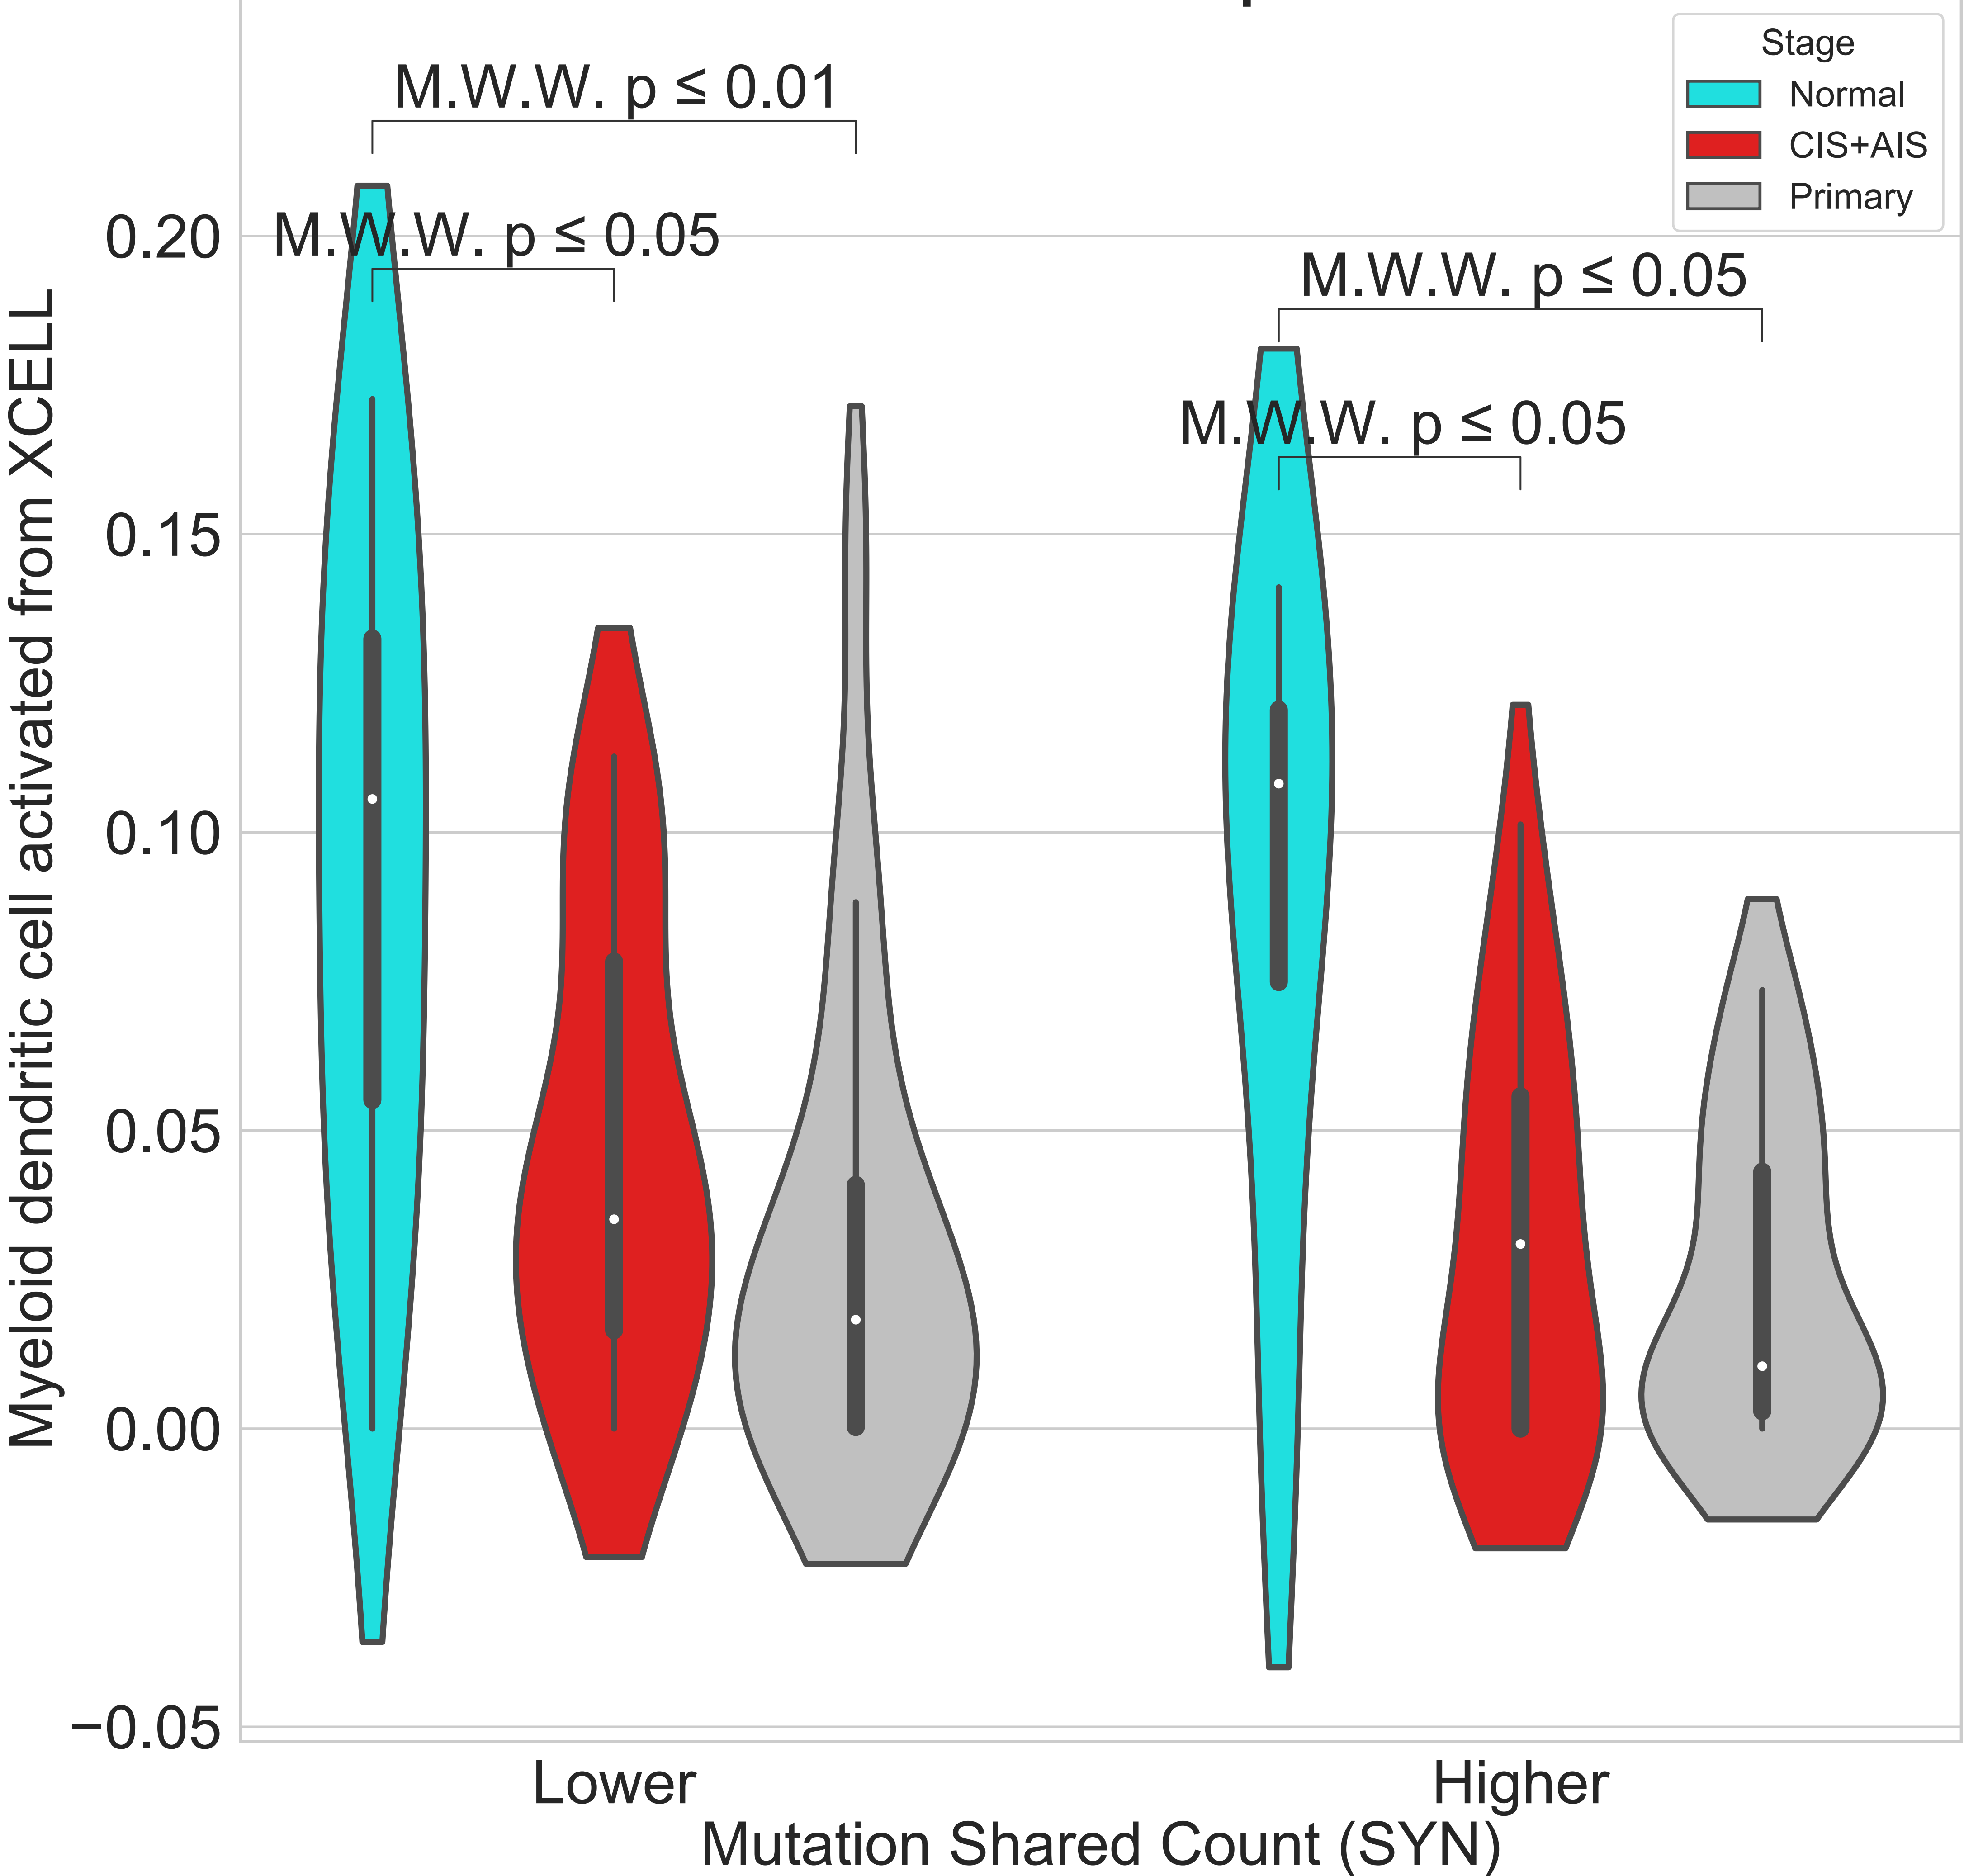 Stage
Normal
CIS+AIS
Primary
M.W.W. p ≤ 0.01
M.W.W. p ≤ 0.05
M.W.W. p ≤ 0.05
M.W.W. p ≤ 0.05
Myeloid dendritic cell activated from XCELL
0.20
0.15
0.10
0.05
0.00
−0.05
Lower
Higher
Mutation Shared Count (SYN)